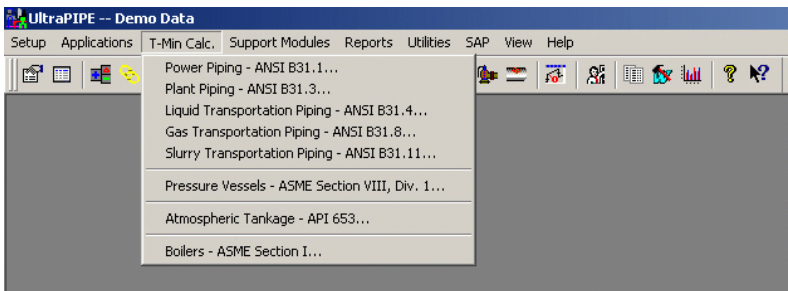 UltraPIPE -- Demo Data
Setup Applications T-Min Calc. Support Modules Reports Utilities SAP View Help
Power Piping - ANSI B31.1...
Plant Piping - ANSI B31.3...
Liquid Transportation Piping - ANSI B31.4...
Gas Transportation Piping - ANSI B31.8...
Slurry Transportation Piping - ANSI B31.11...
Pressure Vessels - ASME Section VIII, Div. 1...
Atmospheric Tankage - API 653...
Boilers - ASME Section I...